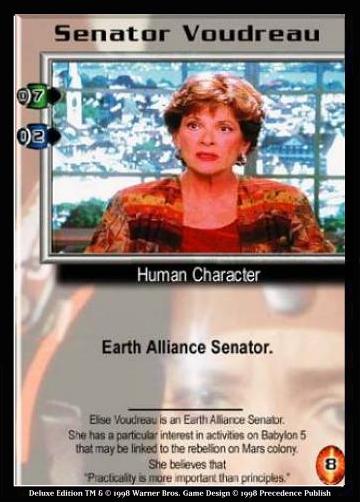 Senator Voudreau
07
02
Human Character
Earth Alliance Senator.
Elise Voudreau is an Earth Alliance Senator.
She has a particular interest in activities on Babylon 5
that may be linked to the rebellion on Mars colony.
She believes that
"Practicality is more important than principles."
8
Deluxe Edition TM & © 1998 Warner Bros. Game Design © 1998 Precedence Publish